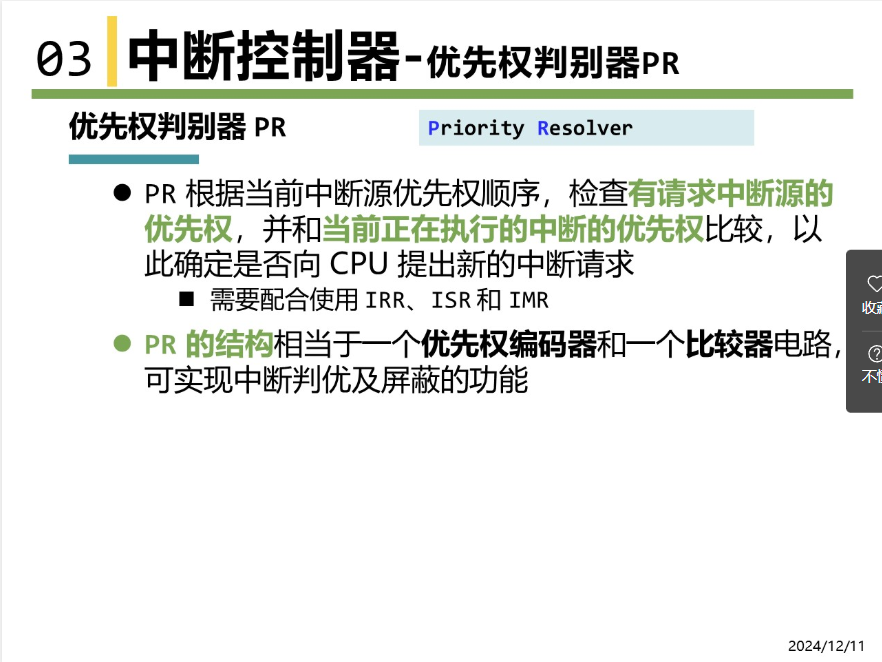 03 中断控制器-优先权判别器PR
优先权判别器 PR
Priority Resolver
● PR 根据当前中断源优先权顺序，检查有请求中断源的
优先权，并和当前正在执行的中断的优先权比较，以
此确定是否向 CPU 提出新的中断请求
■ 需要配合使用 IRR、ISR 和 IMR
● PR 的结构相当于一个优先权编码器和一个比较器电路，
可实现中断判优及屏蔽的功能
收藏
不懂
2024/12/11